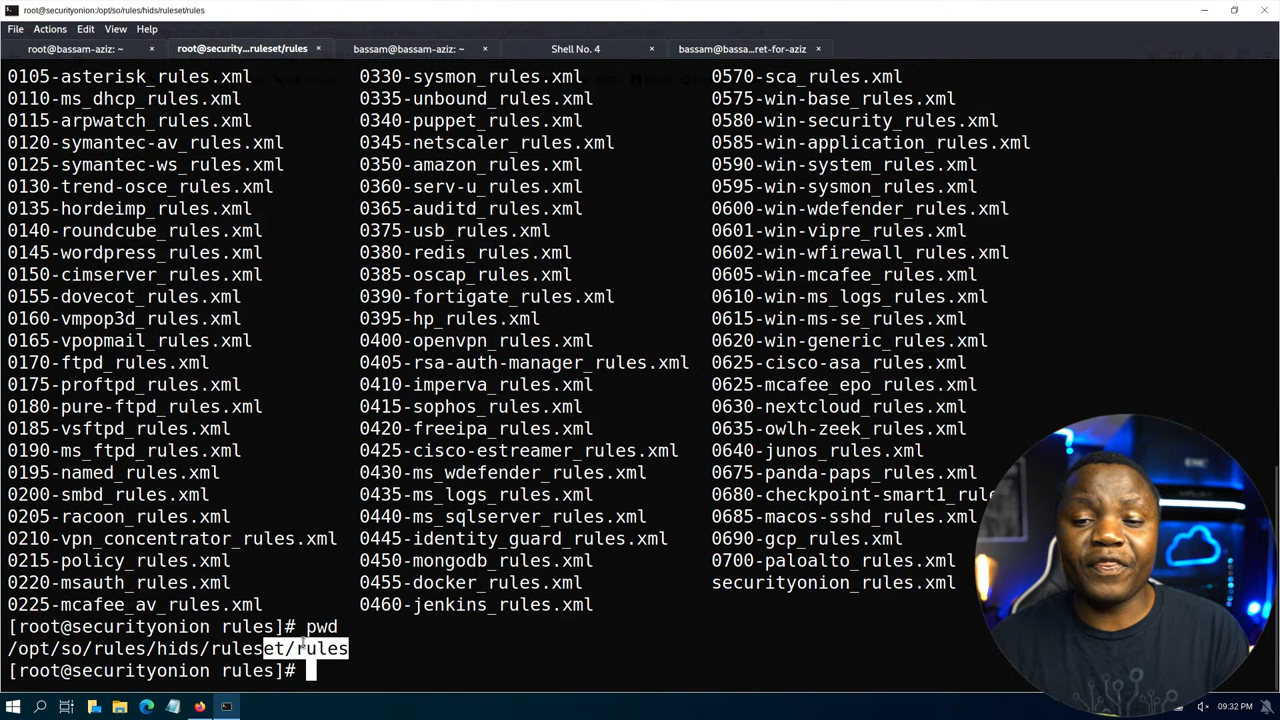 root@securityonion:/opt/so/rules/hids/ruleset/rules
File Actions Edit View Help
root@bassam-aziz: ~ × root@security...ruleset/rules × bassam@bassam-aziz: ~ × Shell No. 4 × bassam@bassa...ret-for-aziz ×
0105-asterisk_rules.xml 0330-sysmon_rules.xml 0570-sca_rules.xml
0110-ms_dhcp_rules.xml 0335-unbound_rules.xml 0575-win-base_rules.xml
0115-arpwatch_rules.xml 0340-puppet_rules.xml 0580-win-security_rules.xml
0120-symantec-av_rules.xml 0345-netscaler_rules.xml 0585-win-application_rules.xml
0125-symantec-ws_rules.xml 0350-amazon_rules.xml 0590-win-system_rules.xml
0130-trend-osce_rules.xml 0360-serv-u_rules.xml 0595-win-sysmon_rules.xml
0135-hordeimp_rules.xml 0365-auditd_rules.xml 0600-win-wdefender_rules.xml
0140-roundcube_rules.xml 0375-usb_rules.xml 0601-win-vipre_rules.xml
0145-wordpress_rules.xml 0380-redis_rules.xml 0602-win-wfirewall_rules.xml
0150-cimserver_rules.xml 0385-oscap_rules.xml 0605-win-mcafee_rules.xml
0155-dovecot_rules.xml 0390-fortigate_rules.xml 0610-win-ms_logs_rules.xml
0160-vmpop3d_rules.xml 0395-hp_rules.xml 0615-win-ms-se_rules.xml
0165-vpopmail_rules.xml 0400-openvpn_rules.xml 0620-win-generic_rules.xml
0170-ftpd_rules.xml 0405-rsa-auth-manager_rules.xml 0625-cisco-asa_rules.xml
0175-proftpd_rules.xml 0410-imperva_rules.xml 0625-mcafee_epo_rules.xml
0180-pure-ftpd_rules.xml 0415-sophos_rules.xml 0630-nextcloud_rules.xml
0185-vsftpd_rules.xml 0420-freeipa_rules.xml 0635-owlh-zeek_rules.xml
0190-ms_ftpd_rules.xml 0425-cisco-estreamer_rules.xml 0640-junos_rules.xml
0195-named_rules.xml 0430-ms_wdefender_rules.xml 0675-panda-paps_rules.xml
0200-smbd_rules.xml 0435-ms_logs_rules.xml 0680-checkpoint-smart1_rule
0205-racoon_rules.xml 0440-ms_sqlserver_rules.xml 0685-macos-sshd_rules.xml
0210-vpn_concentrator_rules.xml 0445-identity_guard_rules.xml 0690-gcp_rules.xml
0215-policy_rules.xml 0450-mongodb_rules.xml 0700-paloalto_rules.xml
0220-msauth_rules.xml 0455-docker_rules.xml securityonion_rules.xml
0225-mcafee_av_rules.xml 0460-jenkins_rules.xml
[root@securityonion rules]# pwd
/opt/so/rules/hids/ruleset/rules
[root@securityonion rules]#
09:32 PM